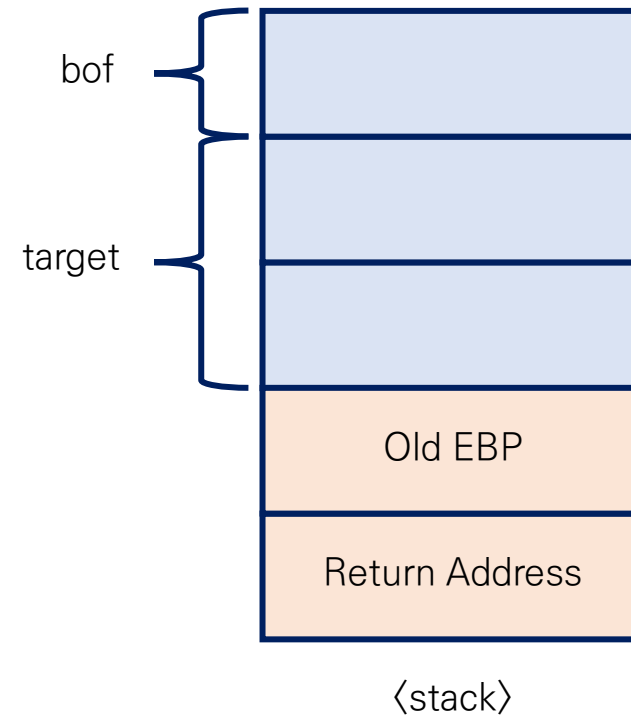 bof
target
Old EBP
Return Address
〈stack〉